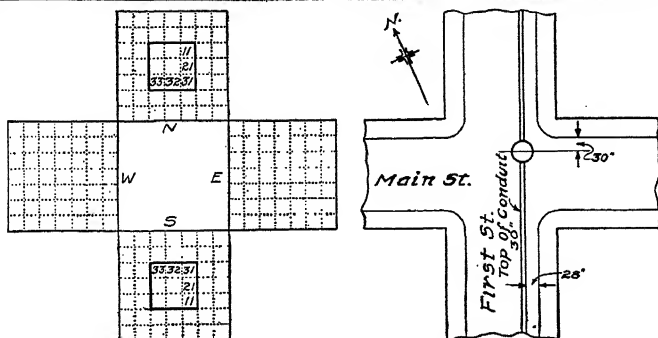 11
21
33 32 31
N
W E
S
33 32 31
21
11
N.
30"
Main St.
First St.
Top of Conduit
30"
28"